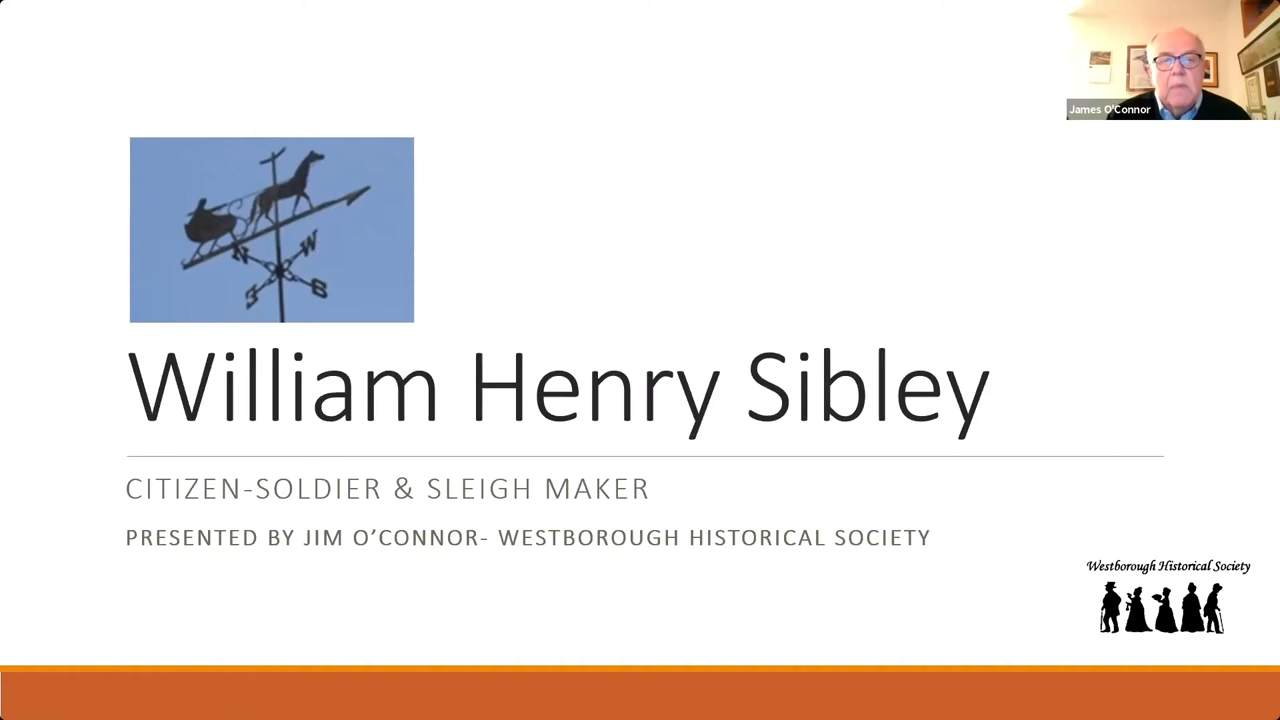 James O'Connor
N
W
S
E
William Henry Sibley
CITIZEN-SOLDIER & SLEIGH MAKER
PRESENTED BY JIM O’CONNOR- WESTBOROUGH HISTORICAL SOCIETY
Westborough Historical Society